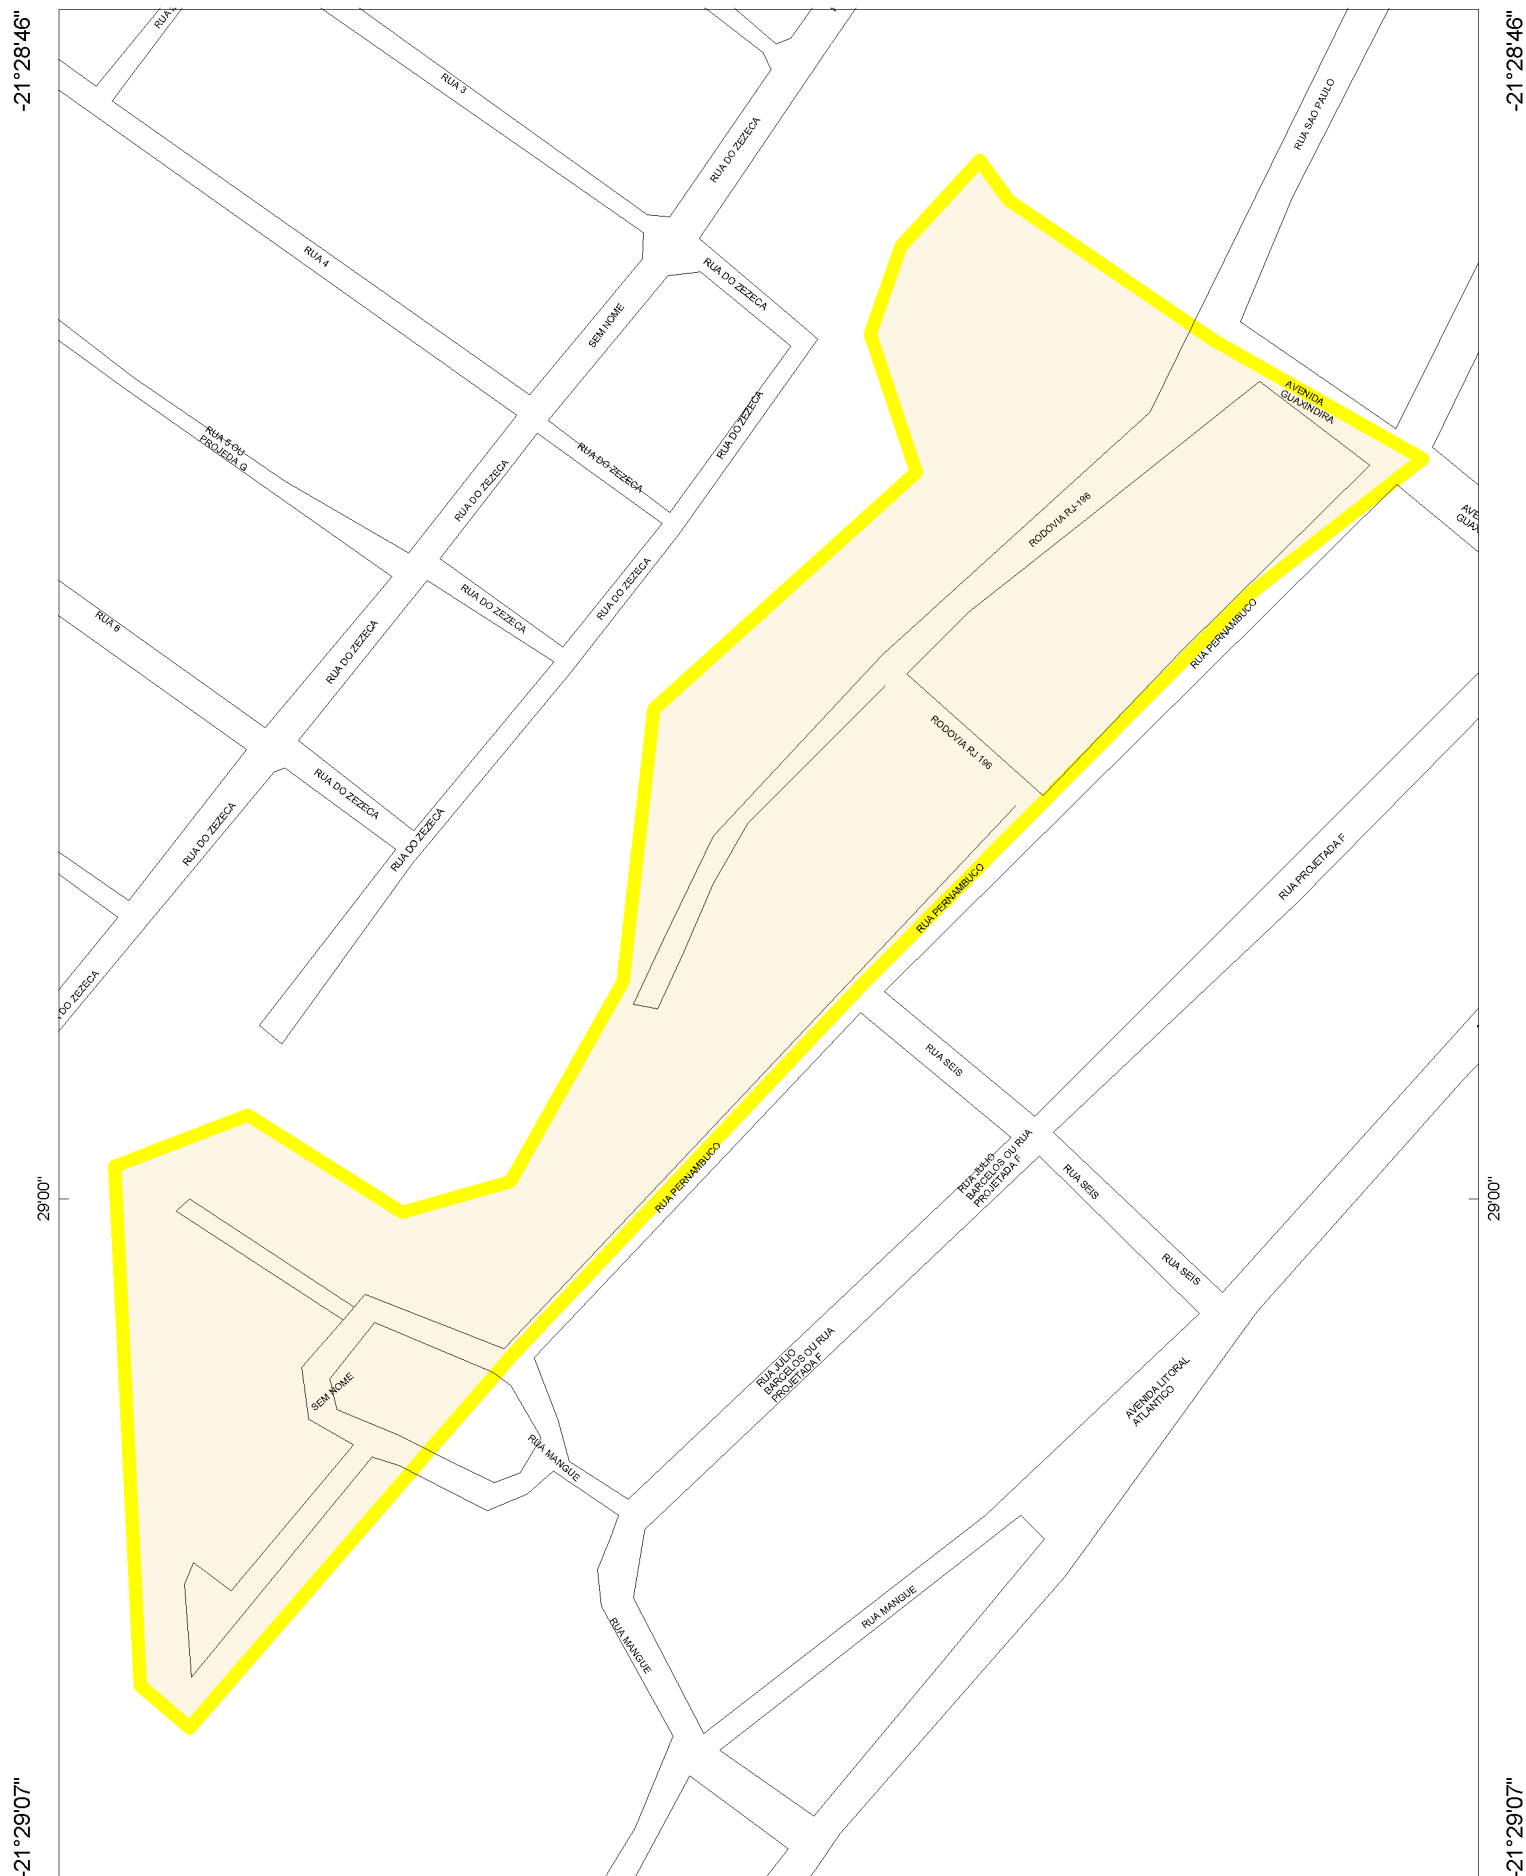 -21°28'46"
-21°28'46"
RUA 3
RUA SAO PAULO
RUA DO ZEZECA
RUA 4
RUA DO ZEZECA
SEM NOME
AVENIDA
GUAXINDIRA
RUA DO ZEZECA
RUA 5 OU
PROJEDA G
RUA DO ZEZECA
RUA DO ZEZECA
RODOVIA RJ-196
AVE
GUAX
RUA DO ZEZECA
RUA DO ZEZECA
RUA 6
RUA DO ZEZECA
RUA PERNAMBUCO
RODOVIA RJ 196
RUA DO ZEZECA
RUA DO ZEZECA
RUA DO ZEZECA
RUA PROJETADA F
RUA PERNAMBUCO
DO ZEZECA
RUA SEIS
RUA PERNAMBUCO
RUA JULIO
BARCELOS OU RUA
PROJETADA F
RUA SEIS
29'00"
29'00"
RUA SEIS
RUA JULIO
BARCELOS OU RUA
PROJETADA F
SEM NOME
AVENIDA LITORAL
ATLANTICO
RUA MANGUE
RUA MANGUE
RUA MANGUE
-21°29'07"
-21°29'07"